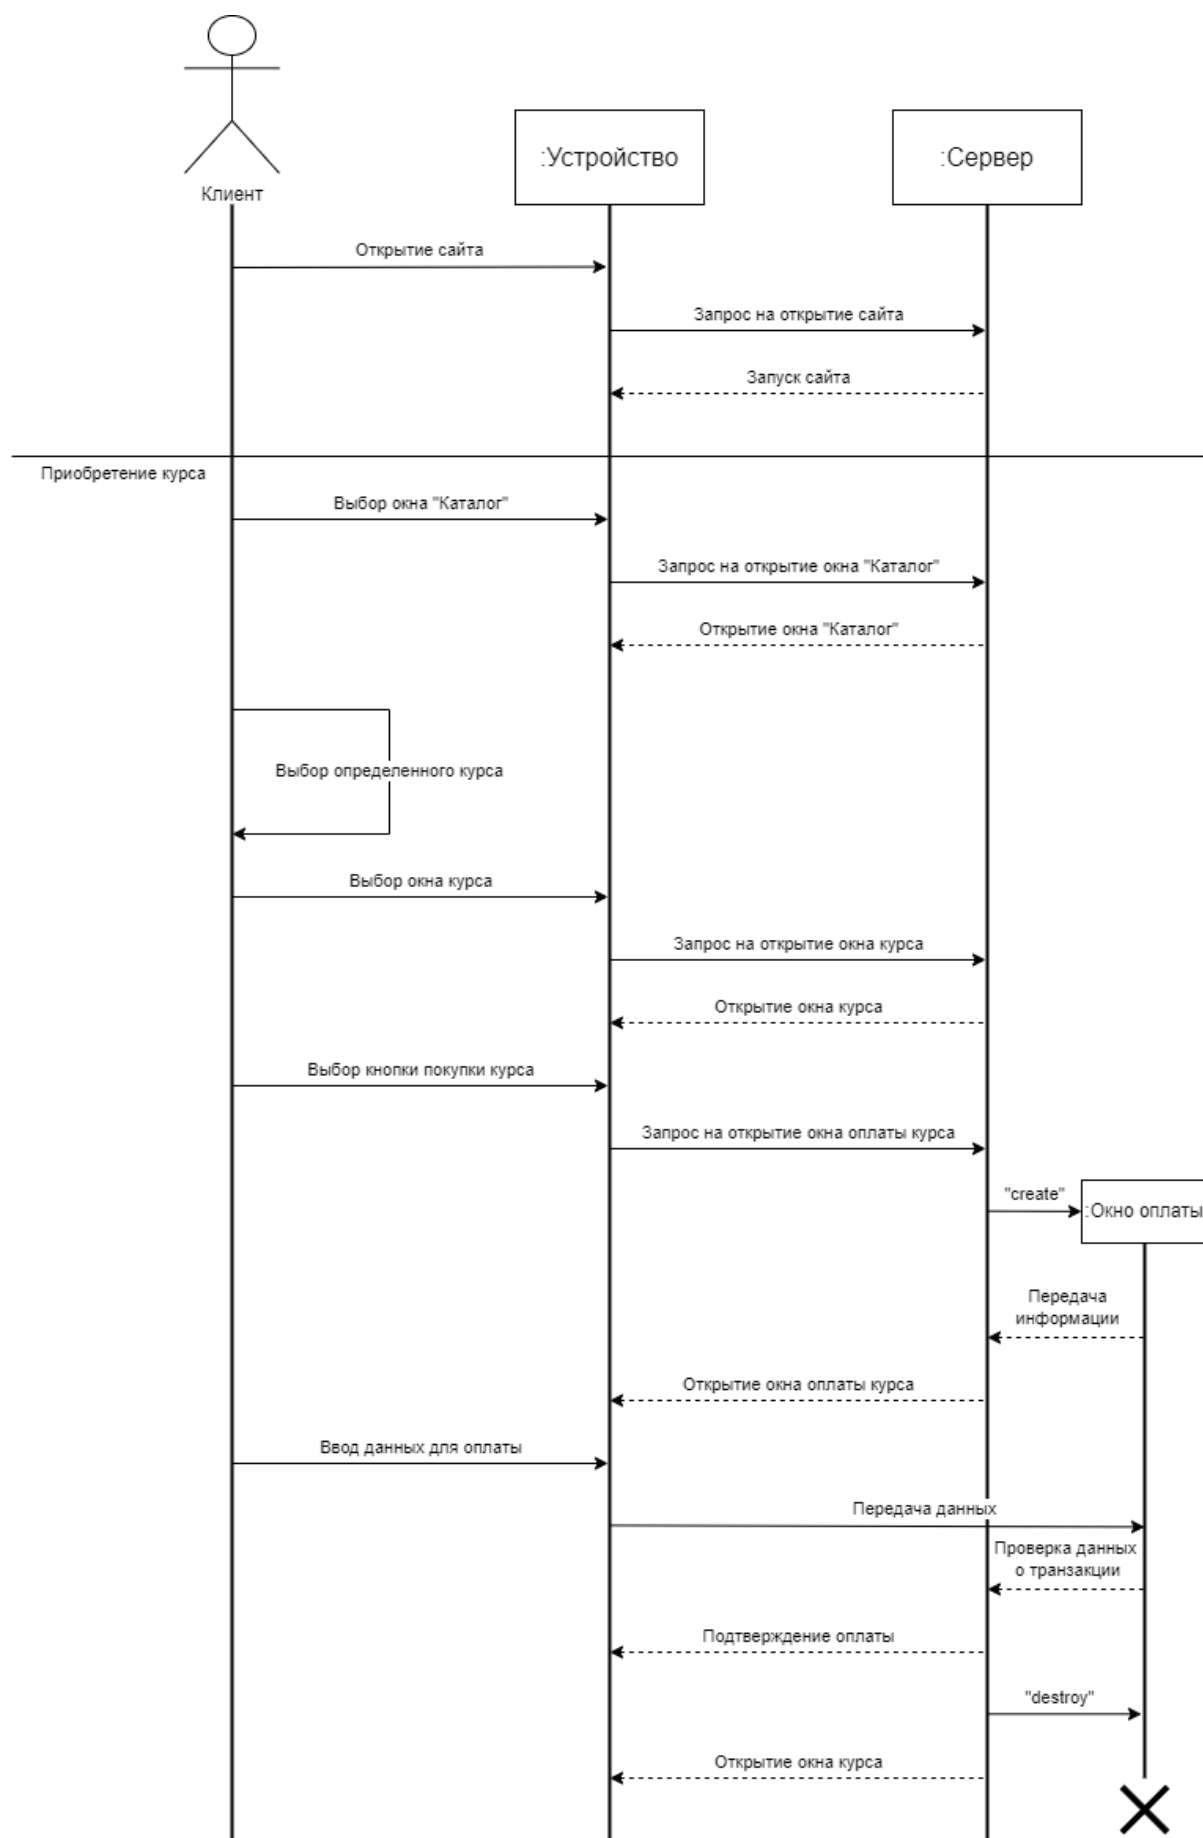 :Устройство
:Сервер
Клиент
Открытие сайта
Запрос на открытие сайта
Запуск сайта
Приобретение курса
Выбор окна "Каталог"
Запрос на открытие окна "Каталог"
Открытие окна "Каталог"
Выбор определенного курса
Выбор окна курса
Запрос на открытие окна курса
Открытие окна курса
Выбор кнопки покупки курса
Запрос на открытие окна оплаты курса
"create"
:Окно оплаты
Передача
информации
Открытие окна оплаты курса
Ввод данных для оплаты
Передача данных
Проверка данных
о транзакции
Подтверждение оплаты
"destroy"
Открытие окна курса